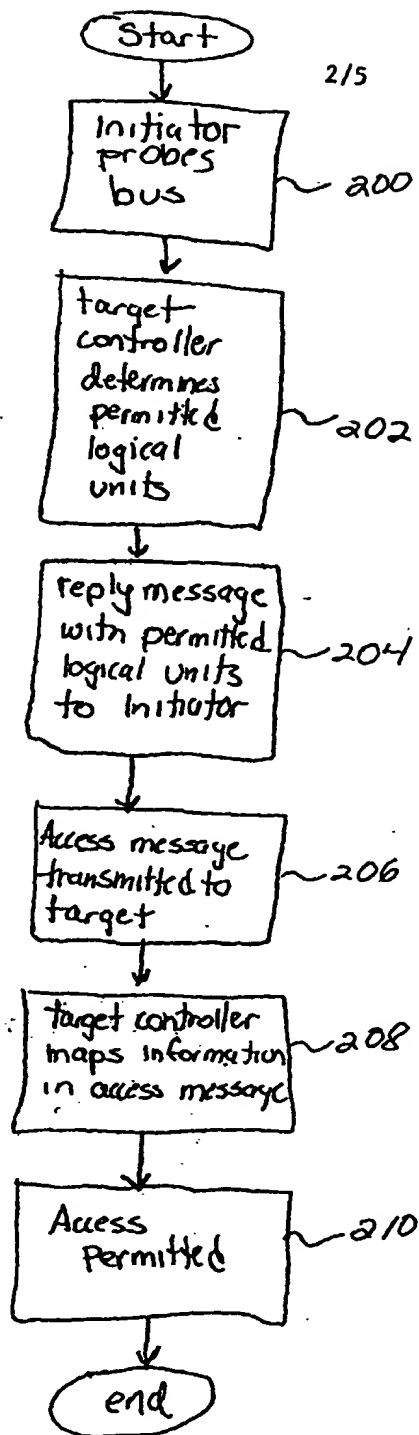 Start
2/5
Initiator
probes
bus
200
target
controller
determines
permitted
logical
units
202
reply message
with permitted
logical units
to Initiator
204
Access message
transmitted to
target
206
target controller
maps information
in access message
208
Access
permitted
210
end